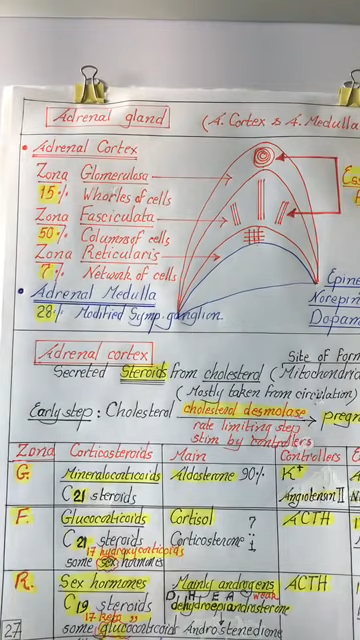 Adrenal gland (A. Cortex & A. Medulla
• Adrenal Cortex
Zona Glomerulosa
15% Whorles of cells
Zona Fasciculata
50% Columns of cells
Zona Reticularis
7% Network of cells
• Adrenal Medulla
28% Modified Symp. ganglion
Epine
Norepin
Dopam
Adrenal cortex
Site of form
Secreted Steroids from cholesterol (Mitochondria
(Mostly taken from circulation)
Early step : Cholesterol cholesterol desmolase pregn
rate limiting step
stim by controllers
Zona Corticosteroids Main Controllers
G. Mineralocorticoids Aldosterone 90% K+
C21 steroids Angiotensin II
F. Glucocorticoids Cortisol ACTH
C21 steroids Corticosterone
17 hydroxycorticoids
some sex hormones
R. Sex hormones Mainly androgens ACTH
weak
C19 steroids dehydroepiandrosterone
17
some glucocorticoid Androstenedione
27